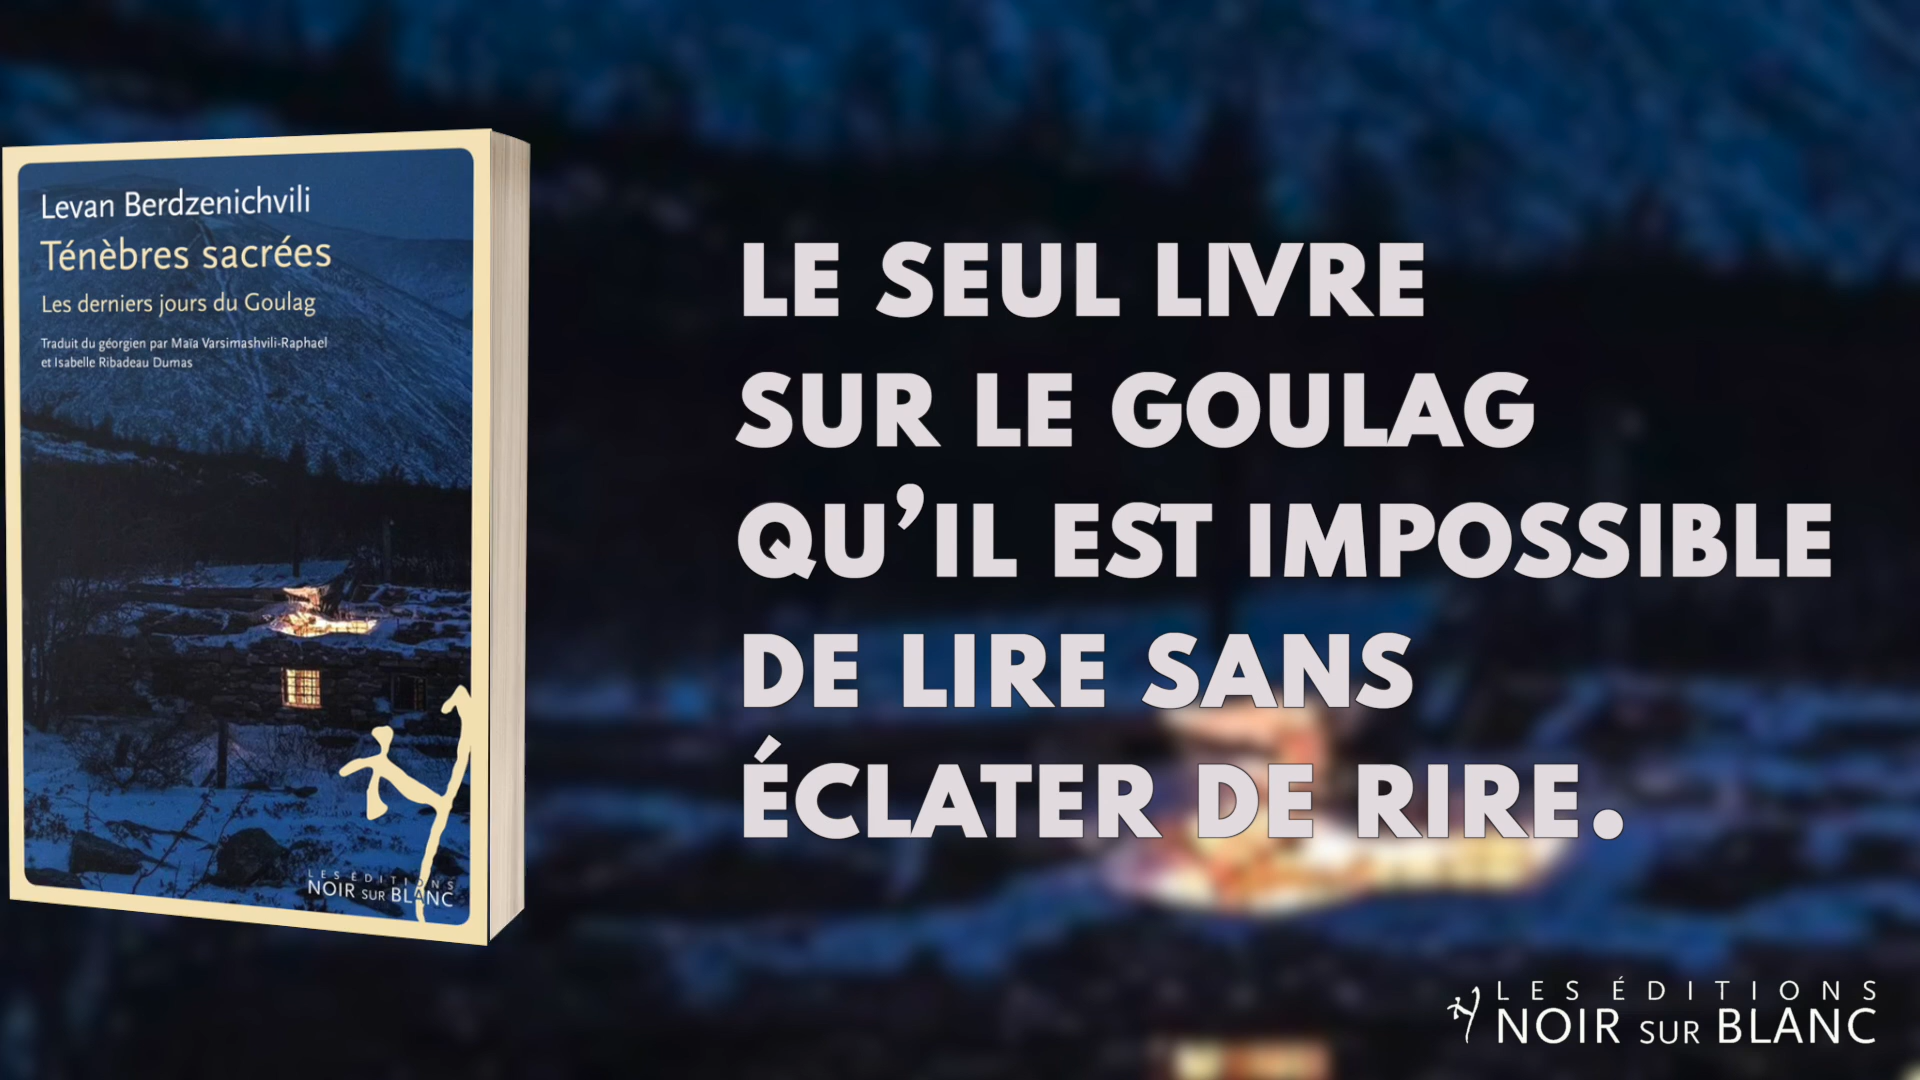 Levan Berdzenichvili
Ténèbres sacrées
Les derniers jours du Goulag
Traduit du géorgien par Maïa Varsimashvili-Raphael
et Isabelle Ribadeau Dumas
LES ÉDITIONS
NOIR SUR BLANC
LE SEUL LIVRE
SUR LE GOULAG
QU’IL EST IMPOSSIBLE
DE LIRE SANS
ÉCLATER DE RIRE.
LES ÉDITIONS
NOIR SUR BLANC